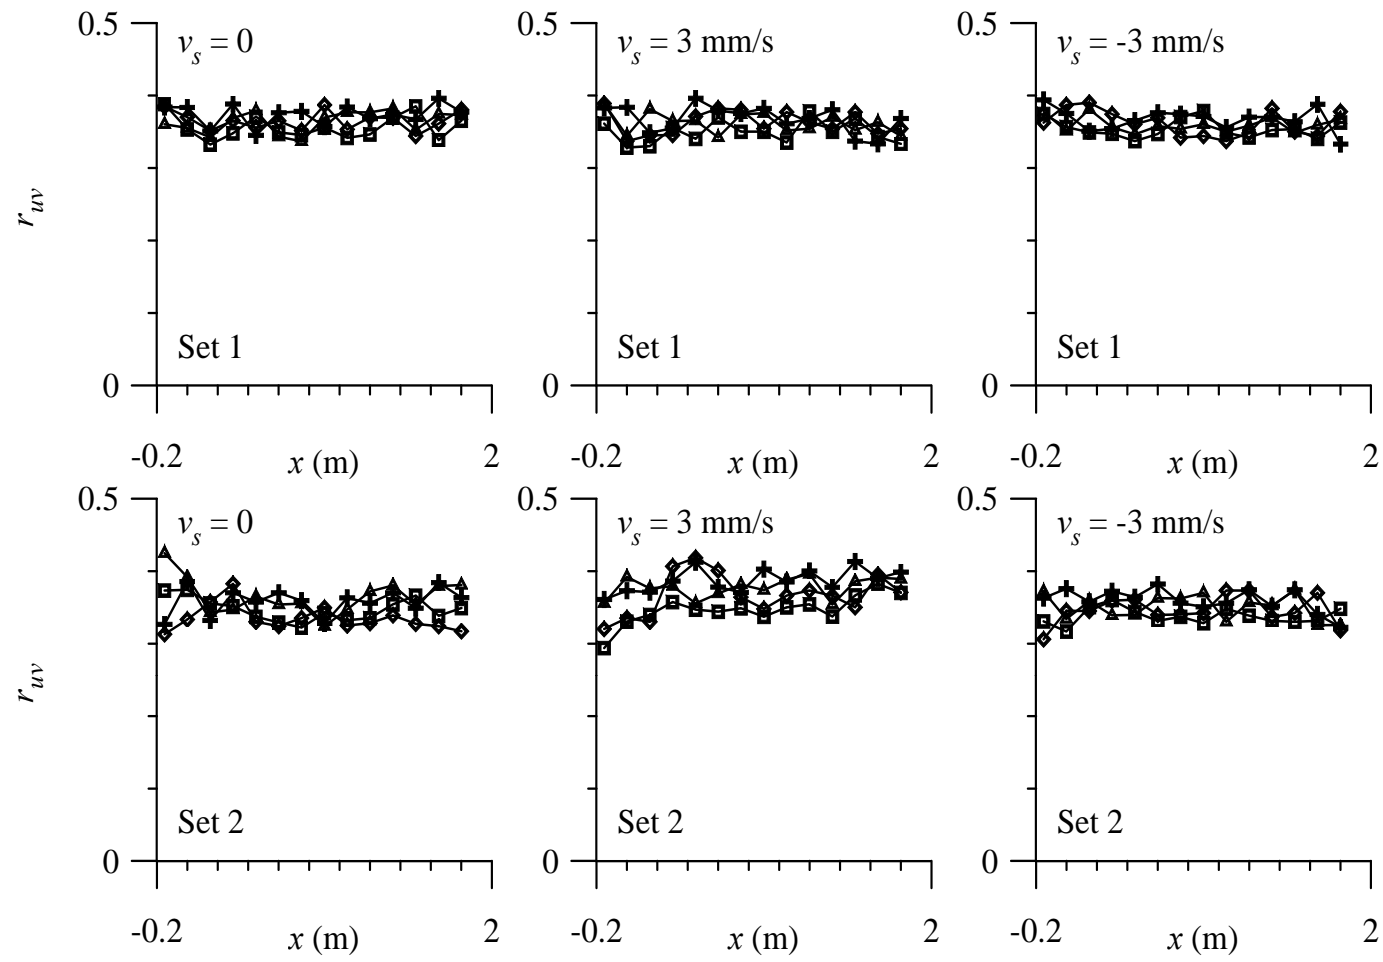 0.5 0.5 0.5
v_s = 0 v_s = 3 mm/s v_s = -3 mm/s
r_uv
Set 1 Set 1 Set 1
0 0 0
-0.2 x (m) 2 -0.2 x (m) 2 -0.2 x (m) 2
0.5 0.5 0.5
v_s = 0 v_s = 3 mm/s v_s = -3 mm/s
r_uv
Set 2 Set 2 Set 2
0 0 0
-0.2 x (m) 2 -0.2 x (m) 2 -0.2 x (m) 2